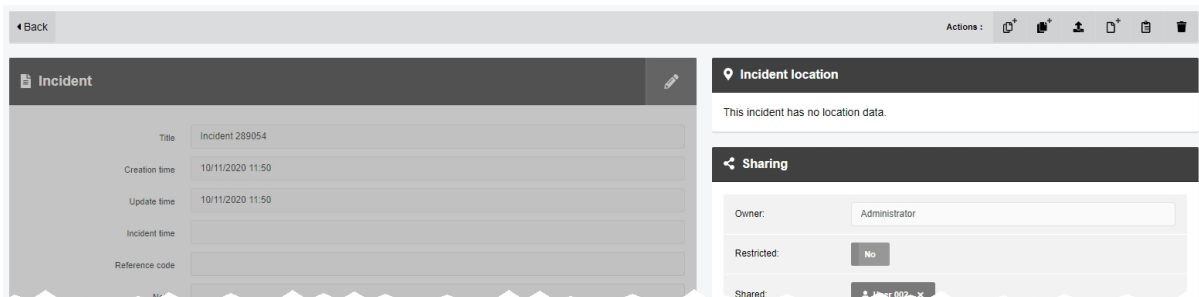 Back
Actions :
Incident
Title
Incident 289054
Creation time
10/11/2020 11:50
Update time
10/11/2020 11:50
Incident time
Reference code
Incident location
This incident has no location data.
Sharing
Owner:
Administrator
Restricted:
No
Shared:
User 002